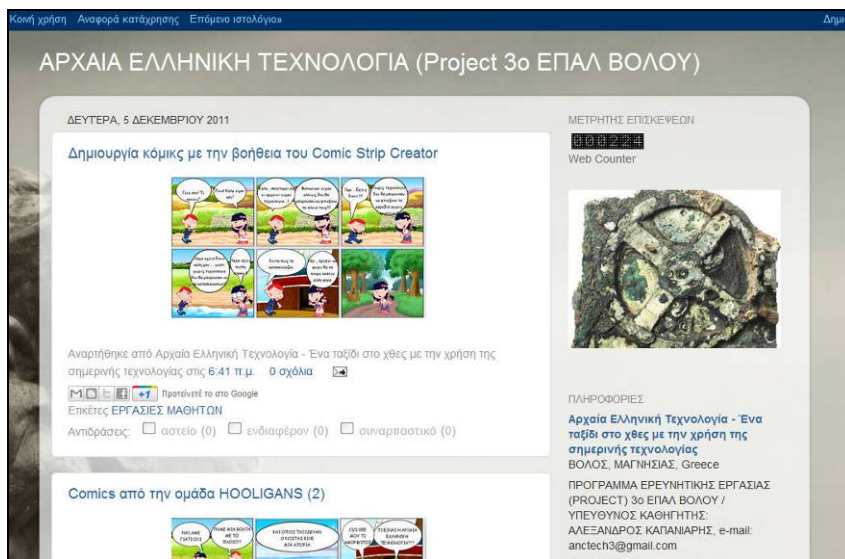 Κοινή χρήση Αναφορά κατάχρησης Επόμενο ιστολόγιο»
ΑΡΧΑΙΑ ΕΛΛΗΝΙΚΗ ΤΕΧΝΟΛΟΓΙΑ (Project 3ο ΕΠΑΛ ΒΟΛΟΥ)
ΔΕΥΤΈΡΑ, 5 ΔΕΚΕΜΒΡΊΟΥ 2011
Δημιουργία κόμικς με την βοήθεια του Comic Strip Creator
Αναρτήθηκε από Αρχαία Ελληνική Τεχνολογία - Ένα ταξίδι στο χθες με την χρήση της
σημερινής τεχνολογίας στις 6:41 π.μ. 0 σχόλια
+1 Προτείνετέ το στο Google
Ετικέτες ΕΡΓΑΣΙΕΣ ΜΑΘΗΤΩΝ
Αντιδράσεις: αστείο (0) ενδιαφέρον (0) συναρπαστικό (0)
Comics από την ομάδα HOOLIGANS (2)
ΜΕΤΡΗΤΗΣ ΕΠΙΣΚΕΨΕΩΝ
000224
Web Counter
ΠΛΗΡΟΦΟΡΙΕΣ
Αρχαία Ελληνική Τεχνολογία - Ένα
ταξίδι στο χθες με την χρήση της
σημερινής τεχνολογίας
ΒΟΛΟΣ, ΜΑΓΝΗΣΙΑΣ, Greece
ΠΡΟΓΡΑΜΜΑ ΕΡΕΥΝΗΤΙΚΗΣ ΕΡΓΑΣΙΑΣ
(PROJECT) 3ο ΕΠΑΛ ΒΟΛΟΥ /
ΥΠΕΥΘΥΝΟΣ ΚΑΘΗΓΗΤΗΣ:
ΑΛΕΞΑΝΔΡΟΣ ΚΑΠΑΝΙΑΡΗΣ, e-mail:
anctech3@gmail.com